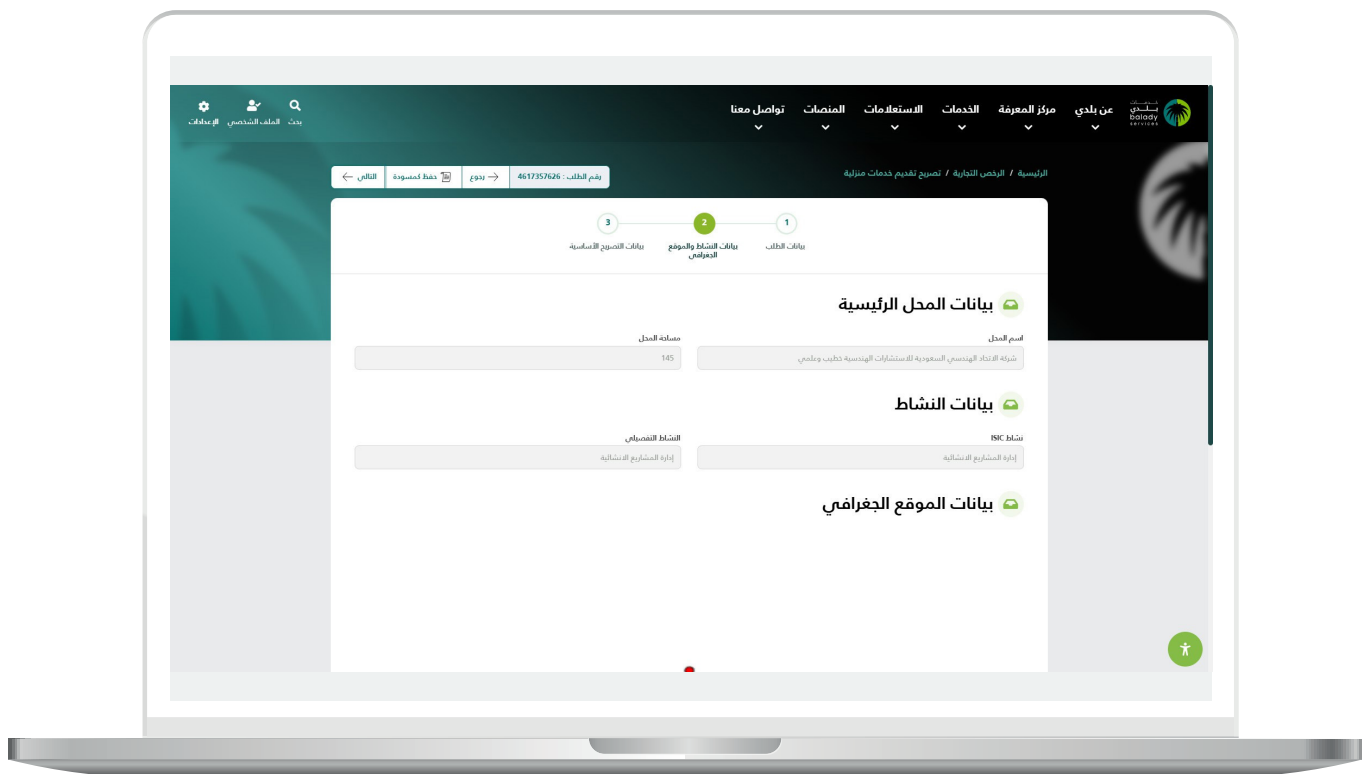 خدمات
بلدي
balady
services
عن بلدي
مركز المعرفة
الخدمات
الاستعلامات
المنصات
تواصل معنا
بحث
الملف الشخصي
الإعدادات
الرئيسية / الرخص التجارية / تصريح تقديم خدمات منزلية
رقم الطلب : 4617357626
رجوع
حفظ كمسودة
التالي
1
2
3
بيانات الطلب
بيانات النشاط والموقع
الجغرافي
بيانات التصريح الأساسية
بيانات المحل الرئيسية
اسم المحل
مساحة المحل
شركة الاتحاد الهندسي السعودية للاستشارات الهندسية خطيب وعلمي
145
بيانات النشاط
نشاط ISIC
النشاط التفصيلي
إدارة المشاريع الانشائية
إدارة المشاريع الانشائية
بيانات الموقع الجغرافي